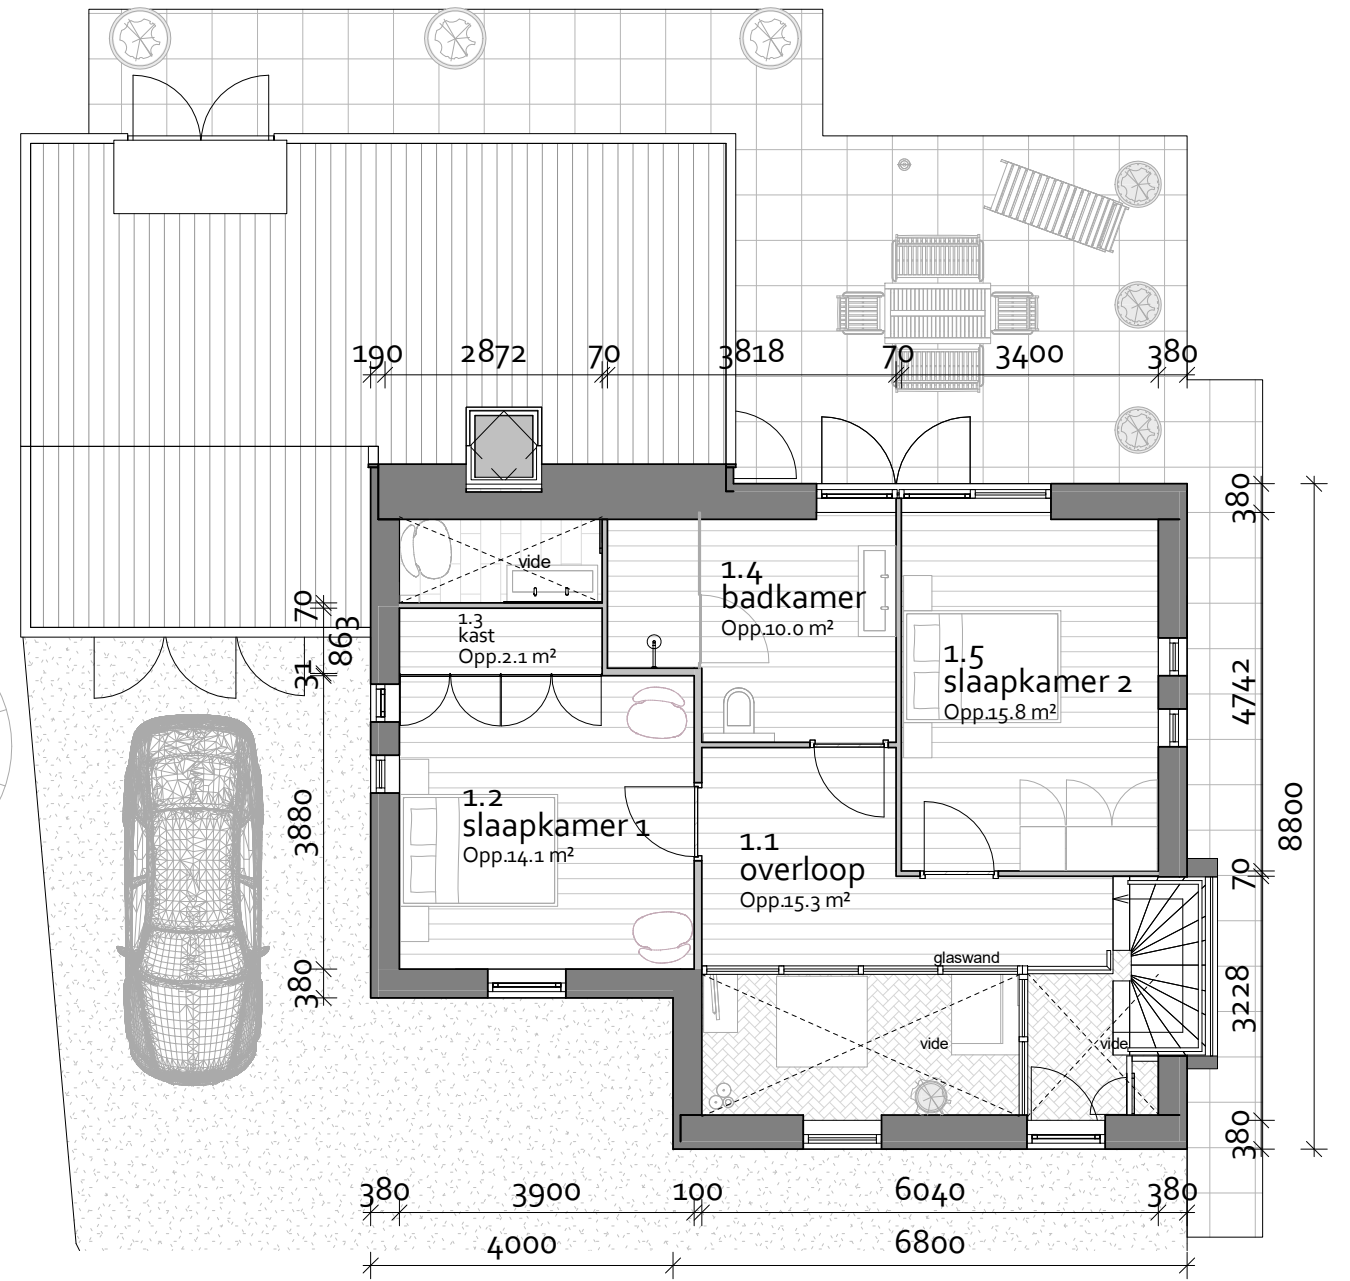 190 2872 70 3818 70 3400 380
380
vide
1.4
badkamer
Opp.10.0 m²
70
863
31
1.3
kast
Opp.2.1 m²
1.5
slaapkamer 2
Opp.15.8 m²
4742
8800
3880
1.2
slaapkamer 1
Opp.14.1 m²
1.1
overloop
Opp.15.3 m²
70
glaswand
380
3228
vide
vide
380
380 3900 100 6040 380
4000 6800